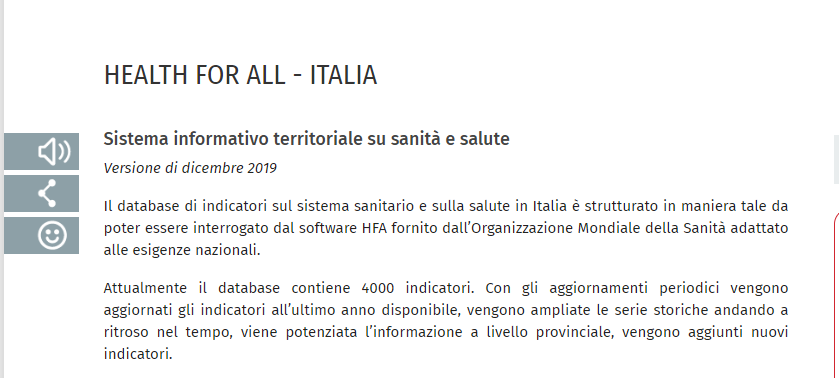 HEALTH FOR ALL - ITALIA
Sistema informativo territoriale su sanità e salute
Versione di dicembre 2019
Il database di indicatori sul sistema sanitario e sulla salute in Italia è strutturato in maniera tale da
poter essere interrogato dal software HFA fornito dall’Organizzazione Mondiale della Sanità adattato
alle esigenze nazionali.
Attualmente il database contiene 4000 indicatori. Con gli aggiornamenti periodici vengono
aggiornati gli indicatori all’ultimo anno disponibile, vengono ampliate le serie storiche andando a
ritroso nel tempo, viene potenziata l’informazione a livello provinciale, vengono aggiunti nuovi
indicatori.